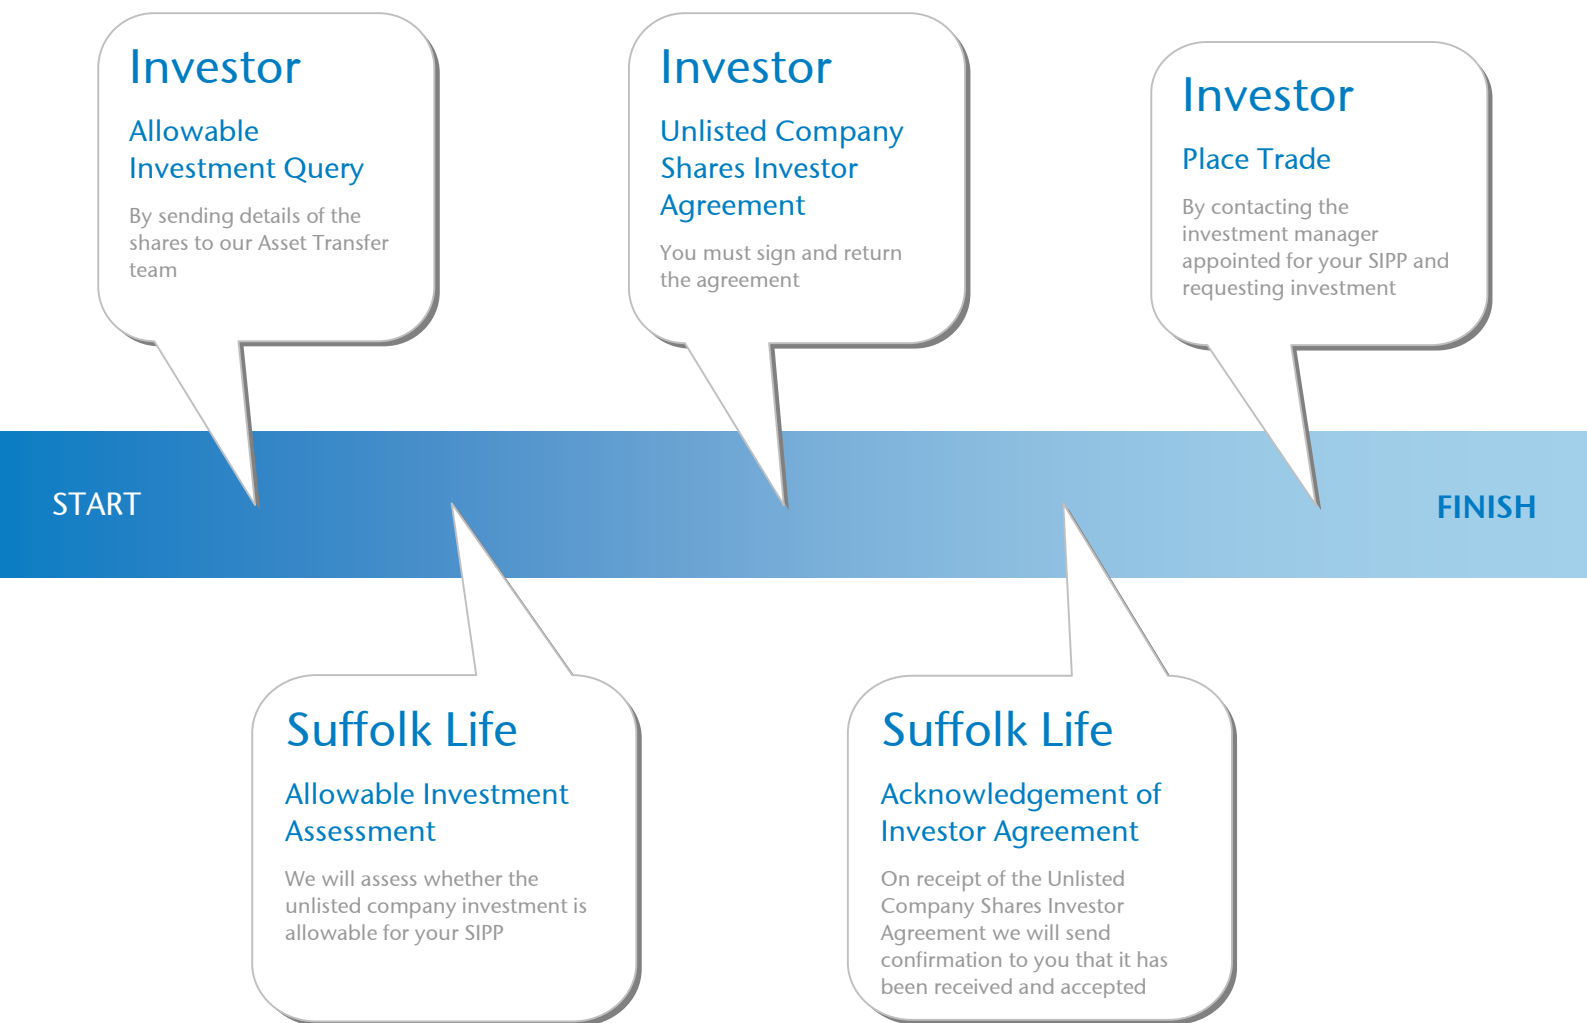 Investor
Allowable
Investment Query
By sending details of the
shares to our Asset Transfer
team
Investor
Unlisted Company
Shares Investor
Agreement
You must sign and return
the agreement
Investor
Place Trade
By contacting the
investment manager
appointed for your SIPP and
requesting investment
START
FINISH
Suffolk Life
Allowable Investment
Assessment
We will assess whether the
unlisted company investment is
allowable for your SIPP
Suffolk Life
Acknowledgement of
Investor Agreement
On receipt of the Unlisted
Company Shares Investor
Agreement we will send
confirmation to you that it has
been received and accepted